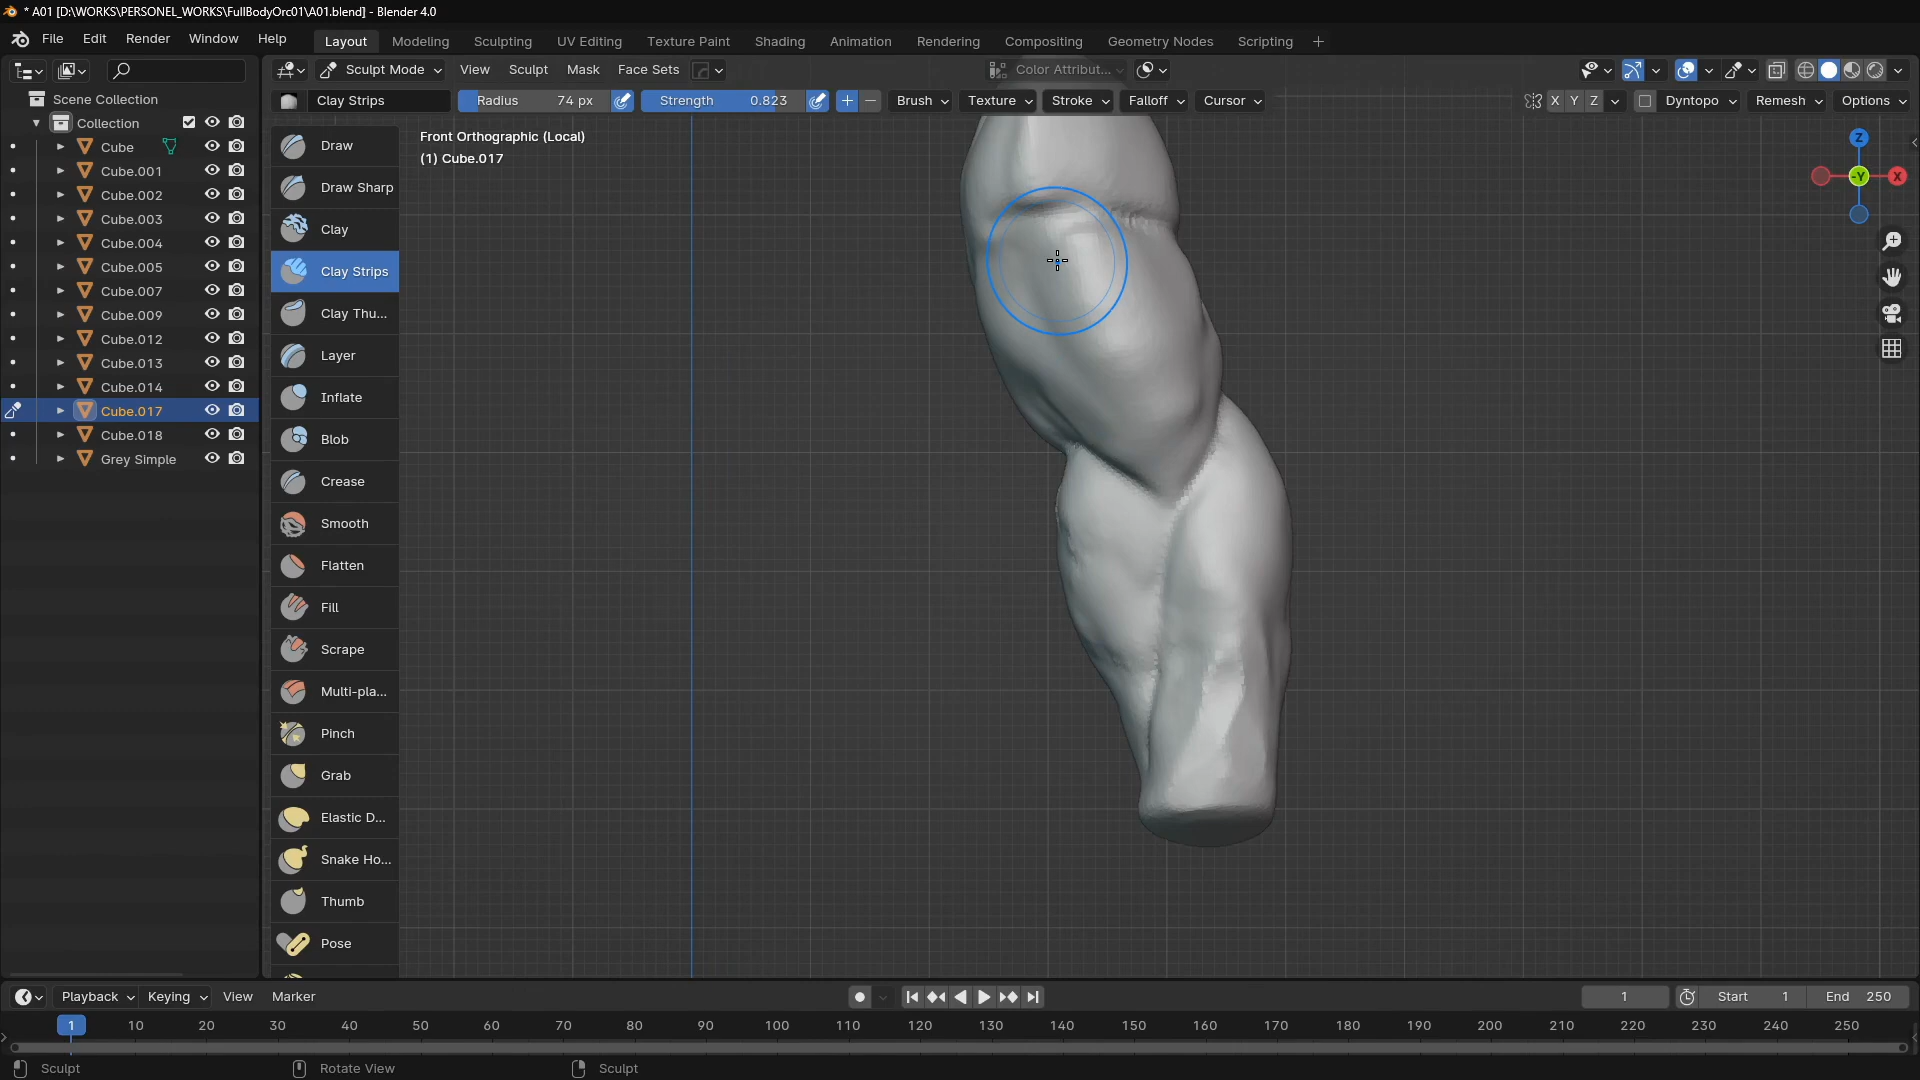 * A01 [D:\WORKS\PERSONEL_WORKS\FullBodyOrc01\A01.blend] - Blender 4.0
File Edit Render Window Help Layout Modeling Sculpting UV Editing Texture Paint Shading Animation Rendering Compositing Geometry Nodes Scripting +
Sculpt Mode View Sculpt Mask Face Sets Color Attribut...
Clay Strips Radius 74 px Strength 0.823 + − Brush Texture Stroke Falloff Cursor X Y Z Dyntopo Remesh Options
Scene Collection
Collection
Cube
Cube.001
Cube.002
Cube.003
Cube.004
Cube.005
Cube.007
Cube.009
Cube.012
Cube.013
Cube.014
Cube.017
Cube.018
Grey Simple
Draw
Draw Sharp
Clay
Clay Strips
Clay Thu...
Layer
Inflate
Blob
Crease
Smooth
Flatten
Fill
Scrape
Multi-pla...
Pinch
Grab
Elastic D...
Snake Ho...
Thumb
Pose
Front Orthographic (Local)
(1) Cube.017
Z
-Y
X
Playback Keying View Marker 1 Start 1 End 250
1 10 20 30 40 50 60 70 80 90 100 110 120 130 140 150 160 170 180 190 200 210 220 230 240 250
Sculpt Rotate View Sculpt